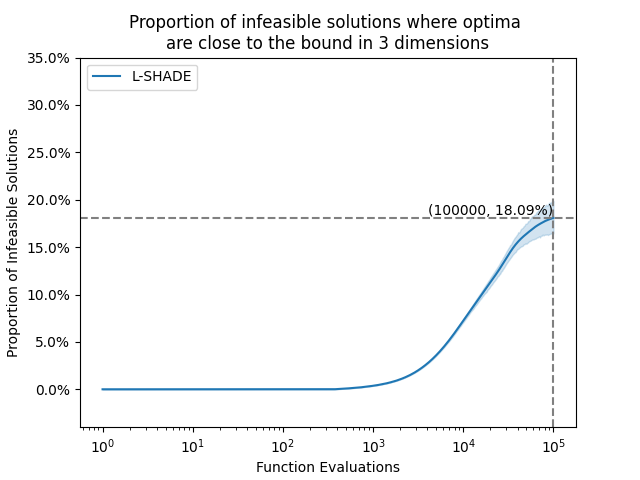 Proportion of infeasible solutions where optima
are close to the bound in 3 dimensions
35.0%
L-SHADE
30.0%
25.0%
20.0%
(100000, 18.09%)
15.0%
10.0%
5.0%
0.0%
Proportion of Infeasible Solutions
10^0 10^1 10^2 10^3 10^4 10^5
Function Evaluations